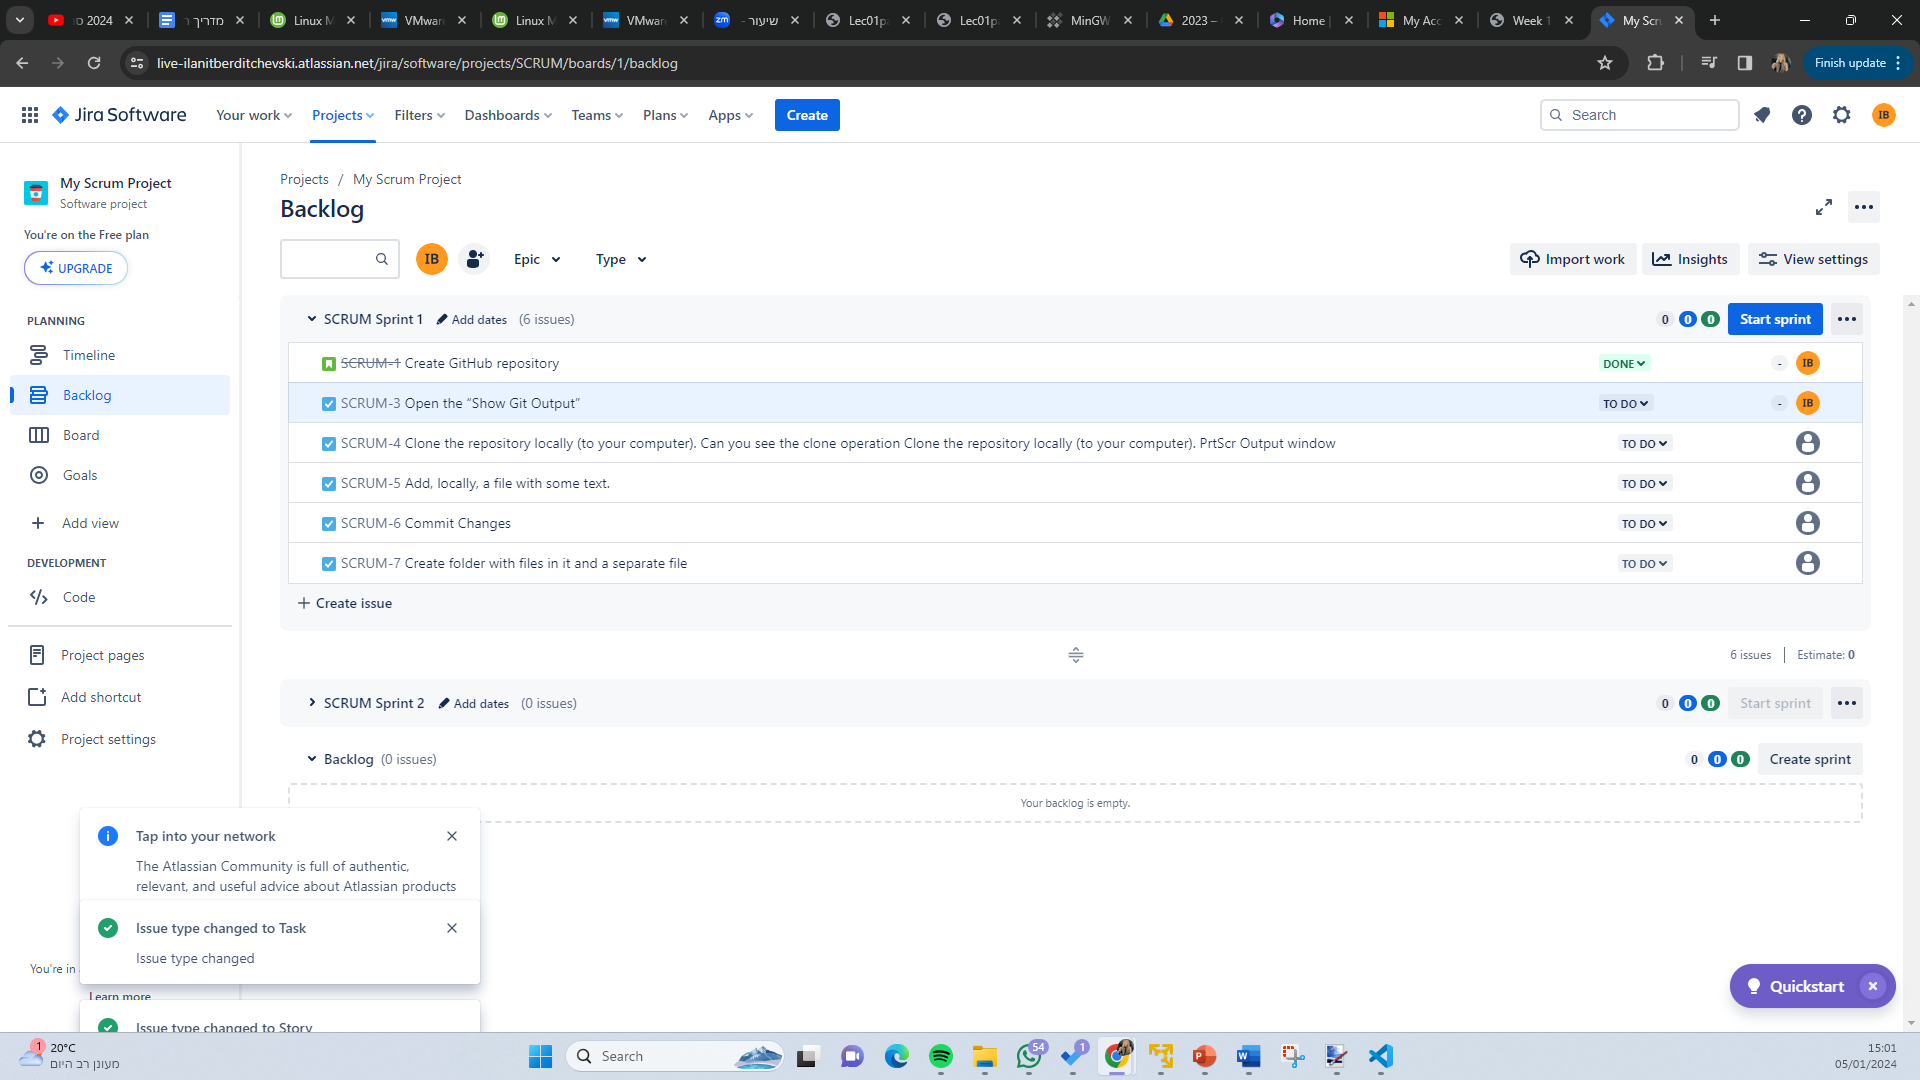 2024 סר
מדריך ר
Linux M
VMware
Linux M
VMware
zm שיעור -
Lec01pa
Lec01pa
MinGW
2023 –
Home |
My Acc
Week 1
My Scru
live-ilanitberditchevski.atlassian.net/jira/software/projects/SCRUM/boards/1/backlog
Finish update
Jira Software
Your work
Projects
Filters
Dashboards
Teams
Plans
Apps
Create
Search
IB
My Scrum Project
Software project
You're on the Free plan
UPGRADE
PLANNING
Timeline
Backlog
Board
Goals
Add view
DEVELOPMENT
Code
Project pages
Add shortcut
Project settings
You're in
Learn more
Projects / My Scrum Project
Backlog
IB
Epic
Type
Import work
Insights
View settings
SCRUM Sprint 1 Add dates (6 issues) 0 0 0 Start sprint
SCRUM-1 Create GitHub repository DONE - IB
SCRUM-3 Open the “Show Git Output” TO DO - IB
SCRUM-4 Clone the repository locally (to your computer). Can you see the clone operation Clone the repository locally (to your computer). PrtScr Output window TO DO
SCRUM-5 Add, locally, a file with some text. TO DO
SCRUM-6 Commit Changes TO DO
SCRUM-7 Create folder with files in it and a separate file TO DO
+ Create issue
6 issues Estimate: 0
SCRUM Sprint 2 Add dates (0 issues) 0 0 0 Start sprint
Backlog (0 issues) 0 0 0 Create sprint
Your backlog is empty.
Tap into your network
The Atlassian Community is full of authentic,
relevant, and useful advice about Atlassian products
Issue type changed to Task
Issue type changed
Issue type changed to Story
Quickstart
1
20°C
מעונן רב היום
Search
54
1
15:01
05/01/2024